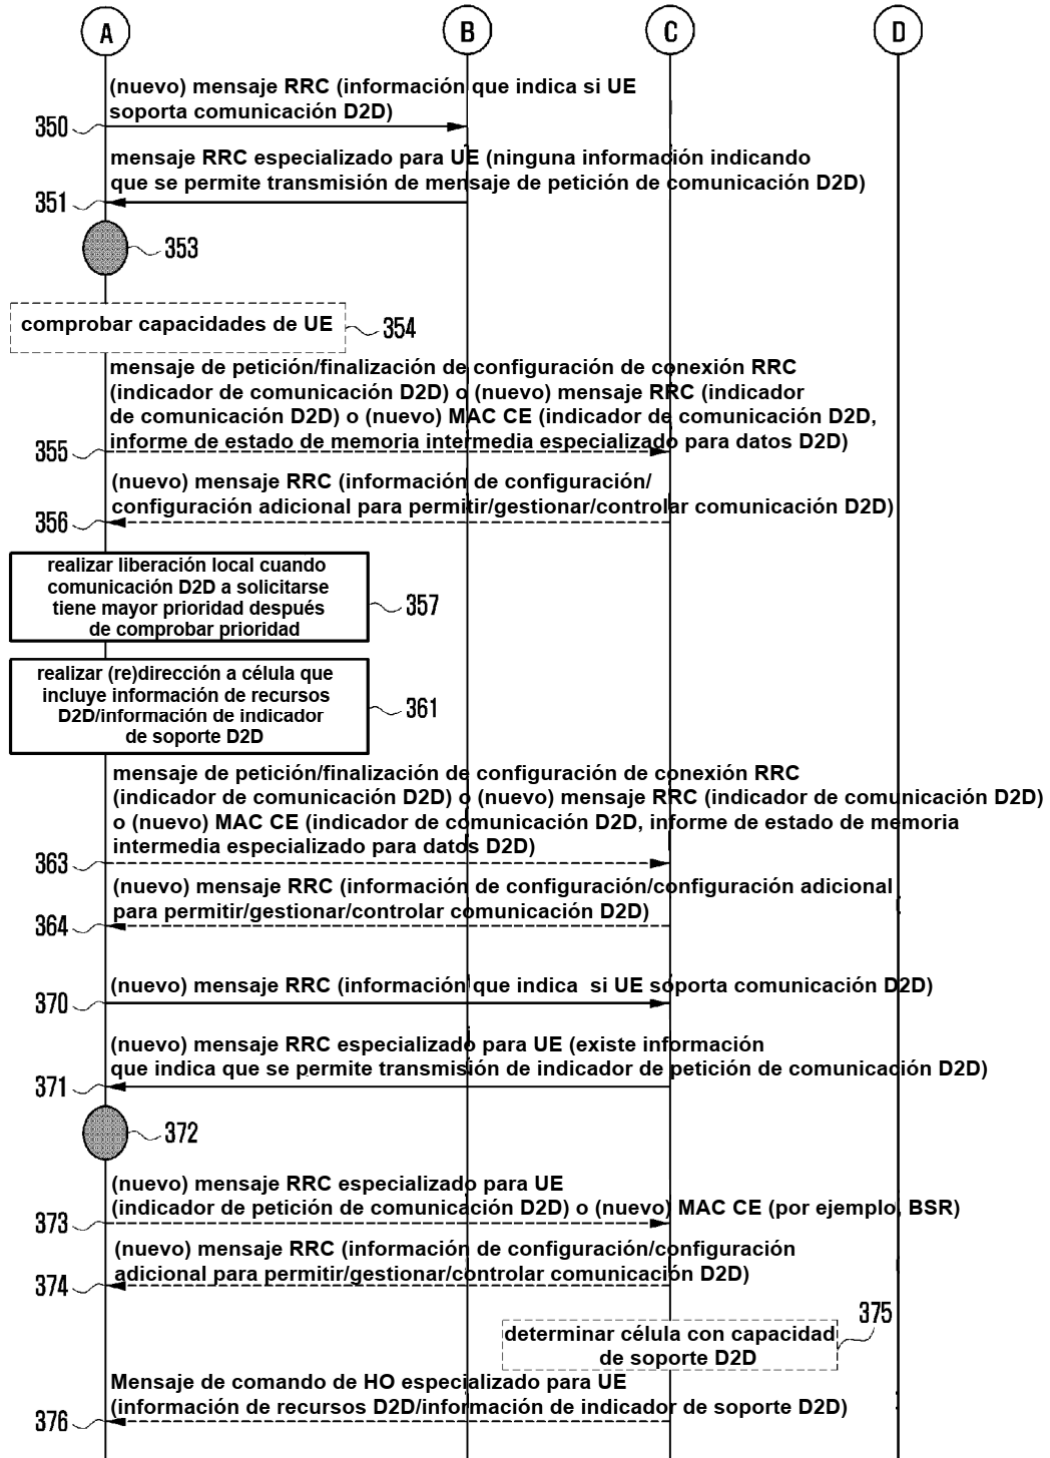 A B C D
(nuevo) mensaje RRC (información que indica si UE
soporta comunicación D2D)
350
mensaje RRC especializado para UE (ninguna información indicando
que se permite transmisión de mensaje de petición de comunicación D2D)
351
353
comprobar capacidades de UE
354
mensaje de petición/finalización de configuración de conexión RRC
(indicador de comunicación D2D) o (nuevo) mensaje RRC (indicador
de comunicación D2D) o (nuevo) MAC CE (indicador de comunicación D2D,
informe de estado de memoria intermedia especializado para datos D2D)
355
(nuevo) mensaje RRC (información de configuración/
configuración adicional para permitir/gestionar/controlar comunicación D2D)
356
realizar liberación local cuando
comunicación D2D a solicitarse
tiene mayor prioridad después
de comprobar prioridad
357
realizar (re)dirección a célula que
incluye información de recursos
D2D/información de indicador
de soporte D2D
361
mensaje de petición/finalización de configuración de conexión RRC
(indicador de comunicación D2D) o (nuevo) mensaje RRC (indicador de comunicación D2D)
o (nuevo) MAC CE (indicador de comunicación D2D, informe de estado de memoria
intermedia especializado para datos D2D)
363
(nuevo) mensaje RRC (información de configuración/configuración adicional
para permitir/gestionar/controlar comunicación D2D)
364
(nuevo) mensaje RRC (información que indica si UE soporta comunicación D2D)
370
(nuevo) mensaje RRC especializado para UE (existe información
que indica que se permite transmisión de indicador de petición de comunicación D2D)
371
372
(nuevo) mensaje RRC especializado para UE
(indicador de petición de comunicación D2D) o (nuevo) MAC CE (por ejemplo, BSR)
373
(nuevo) mensaje RRC (información de configuración/configuración
adicional para permitir/gestionar/controlar comunicación D2D)
374
375
determinar célula con capacidad
de soporte D2D
Mensaje de comando de HO especializado para UE
(información de recursos D2D/información de indicador de soporte D2D)
376